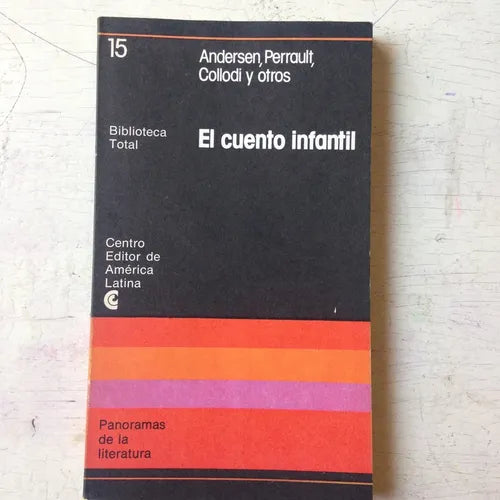 15
Andersen, Perrault,
Collodi y otros
Biblioteca
Total
El cuento infantil
Centro
Editor de
América
Latina
Panoramas
de la
literatura